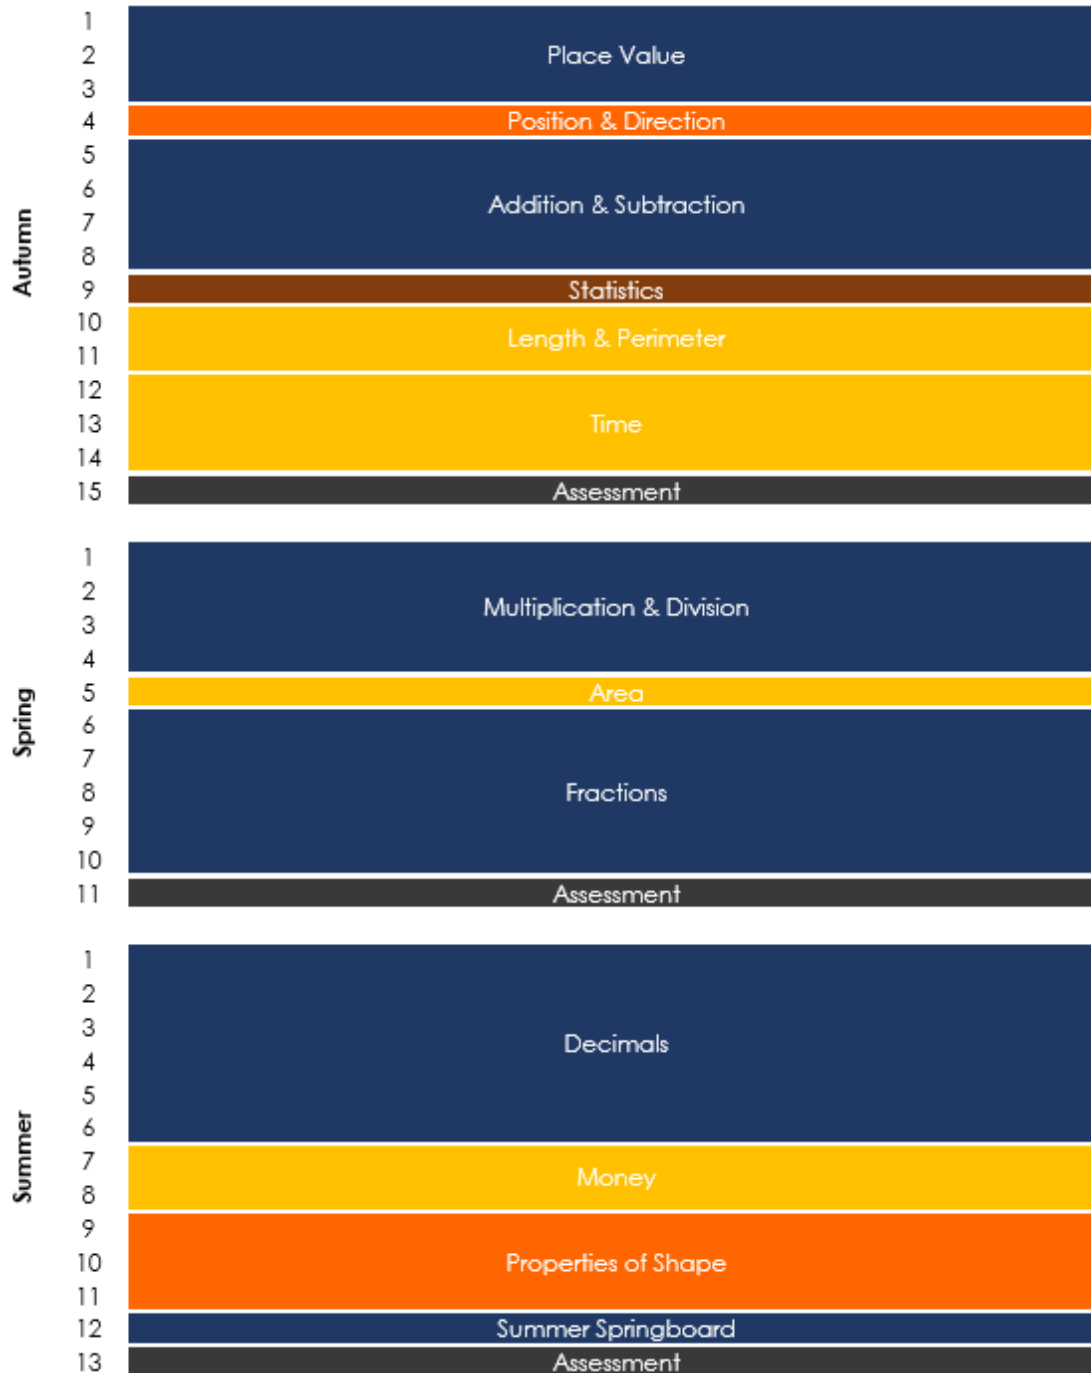 Autumn
1
2
3
Place Value
4
Position & Direction
5
6
7
8
Addition & Subtraction
9
Statistics
10
11
Length & Perimeter
12
13
14
Time
15
Assessment
Spring
1
2
3
4
Multiplication & Division
5
Area
6
7
8
9
10
Fractions
11
Assessment
Summer
1
2
3
4
5
6
Decimals
7
8
Money
9
10
11
Properties of Shape
12
Summer Springboard
13
Assessment